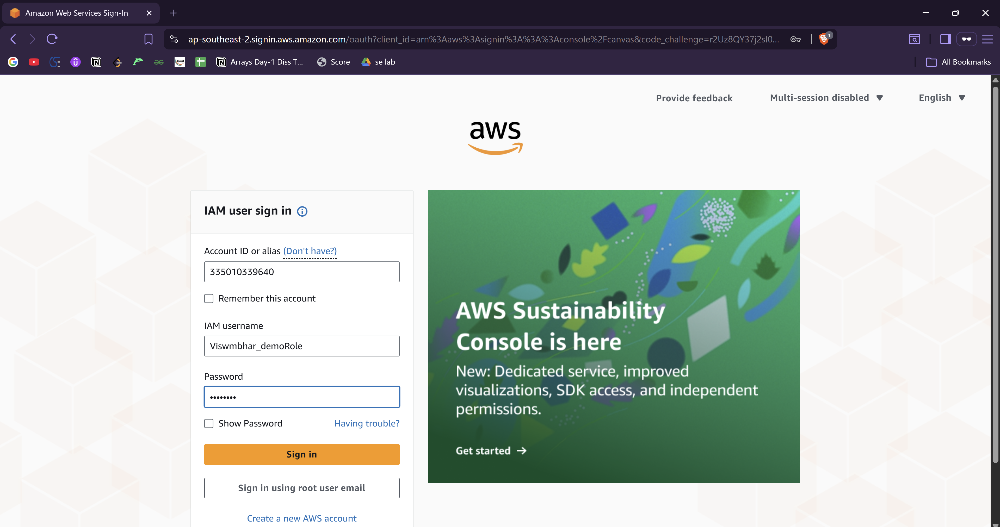 Amazon Web Services Sign-In
ap-southeast-2.signin.aws.amazon.com/oauth?client_id=arn%3Aaws%3Asignin%3A%3A%3Aconsole%2Fcanvas&code_challenge=r2Uz8QY37j2sl0...
1
Kmit
Arrays Day-1 Diss T...
Score
se lab
All Bookmarks
Provide feedback
Multi-session disabled
English
aws
IAM user sign in
Account ID or alias (Don't have?)
335010339640
Remember this account
IAM username
Viswmbhar_demoRole
Password
••••••••
Show Password
Having trouble?
Sign in
Sign in using root user email
Create a new AWS account
AWS Sustainability
Console is here
New: Dedicated service, improved
visualizations, SDK access, and independent
permissions.
Get started →